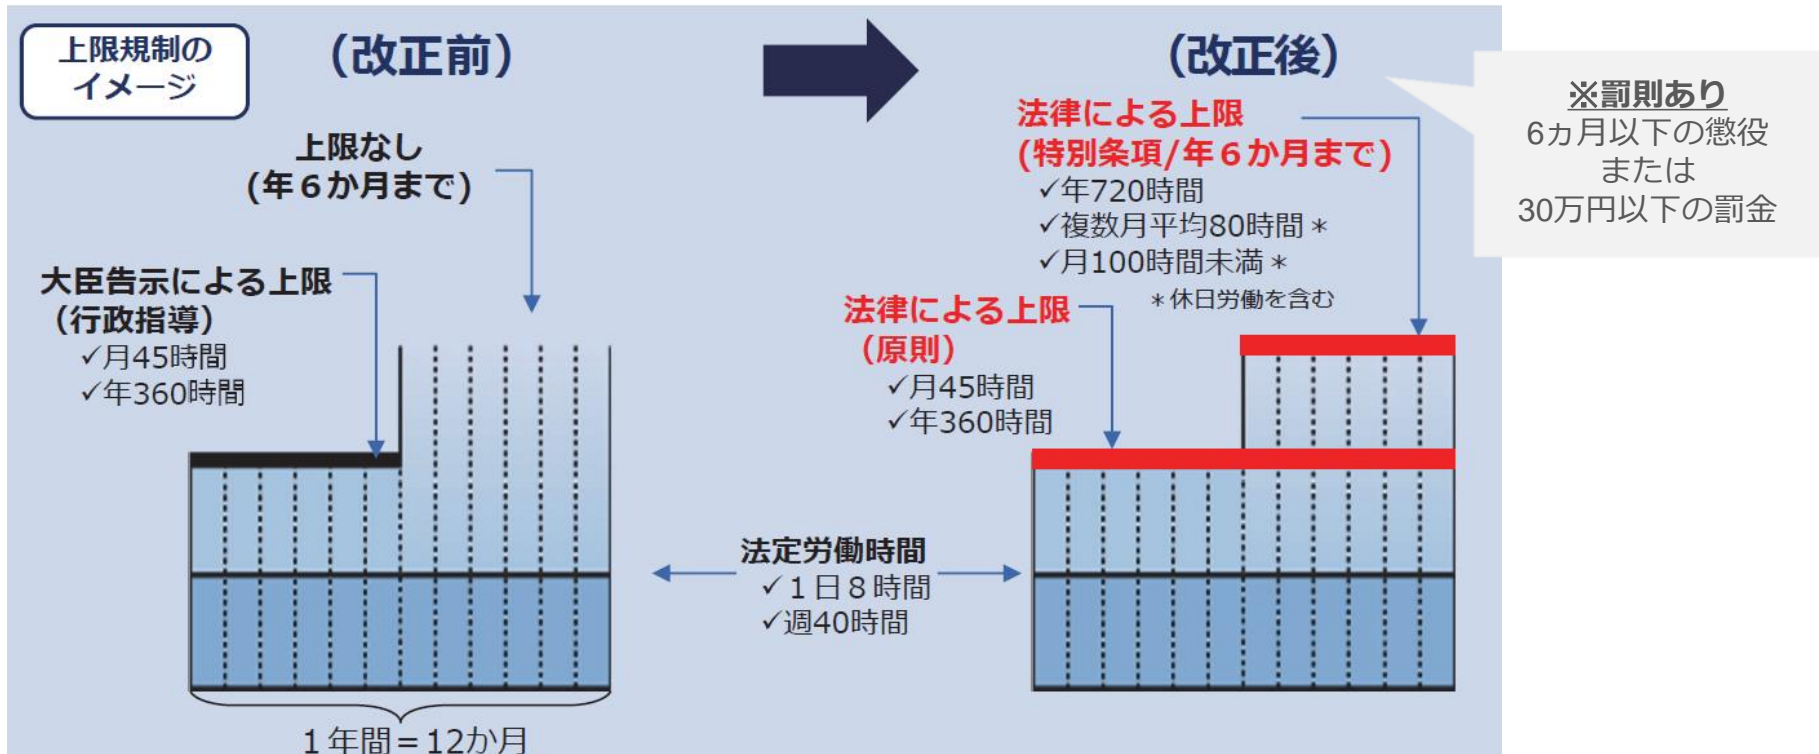 上限規制の
イメージ
(改正前)
(改正後)
※罰則あり
6ヵ月以下の懲役
または
30万円以下の罰金
上限なし
(年６か月まで)
大臣告示による上限
(行政指導)
✓月45時間
✓年360時間
法律による上限
(特別条項/年６か月まで)
✓年720時間
✓複数月平均80時間＊
✓月100時間未満＊
＊休日労働を含む
法律による上限
(原則)
✓月45時間
✓年360時間
法定労働時間
✓１日８時間
✓週40時間
１年間＝12か月